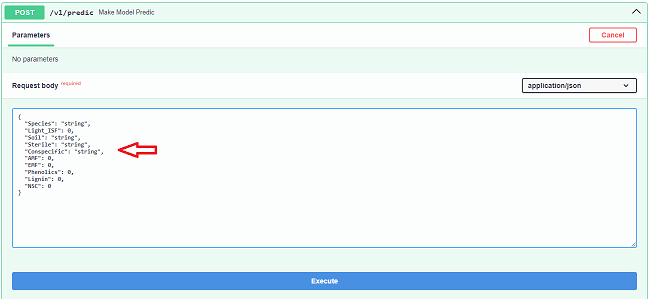 POST /v1/predic Make Model Predic
Parameters Cancel
No parameters
Request body required application/json
{
"Species": "string",
"Light_ISF": 0,
"Soil": "string",
"Sterile": "string",
"Conspecific": "string",
"AMF": 0,
"EMF": 0,
"Phenolics": 0,
"Lignin": 0,
"NSC": 0
}
Execute